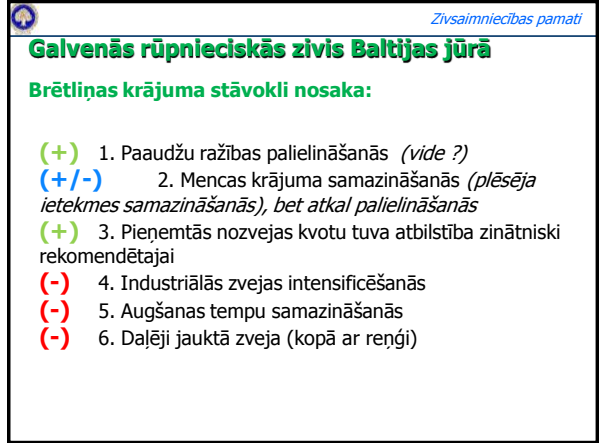 Zivsaimniecības pamati
Galvenās rūpnieciskās zivis Baltijas jūrā
Brētliņas krājuma stāvokli nosaka:
(+) 1. Paaudžu ražības palielināšanās (vide ?)
(+/-) 2. Mencas krājuma samazināšanās (plēsēja
ietekmes samazināšanās), bet atkal palielināšanās
(+) 3. Pieņemtās nozvejas kvotu tuva atbilstība zinātniski
rekomendētajai
(-) 4. Industriālās zvejas intensificēšanās
(-) 5. Augšanas tempu samazināšanās
(-) 6. Daļēji jauktā zveja (kopā ar reņģi)